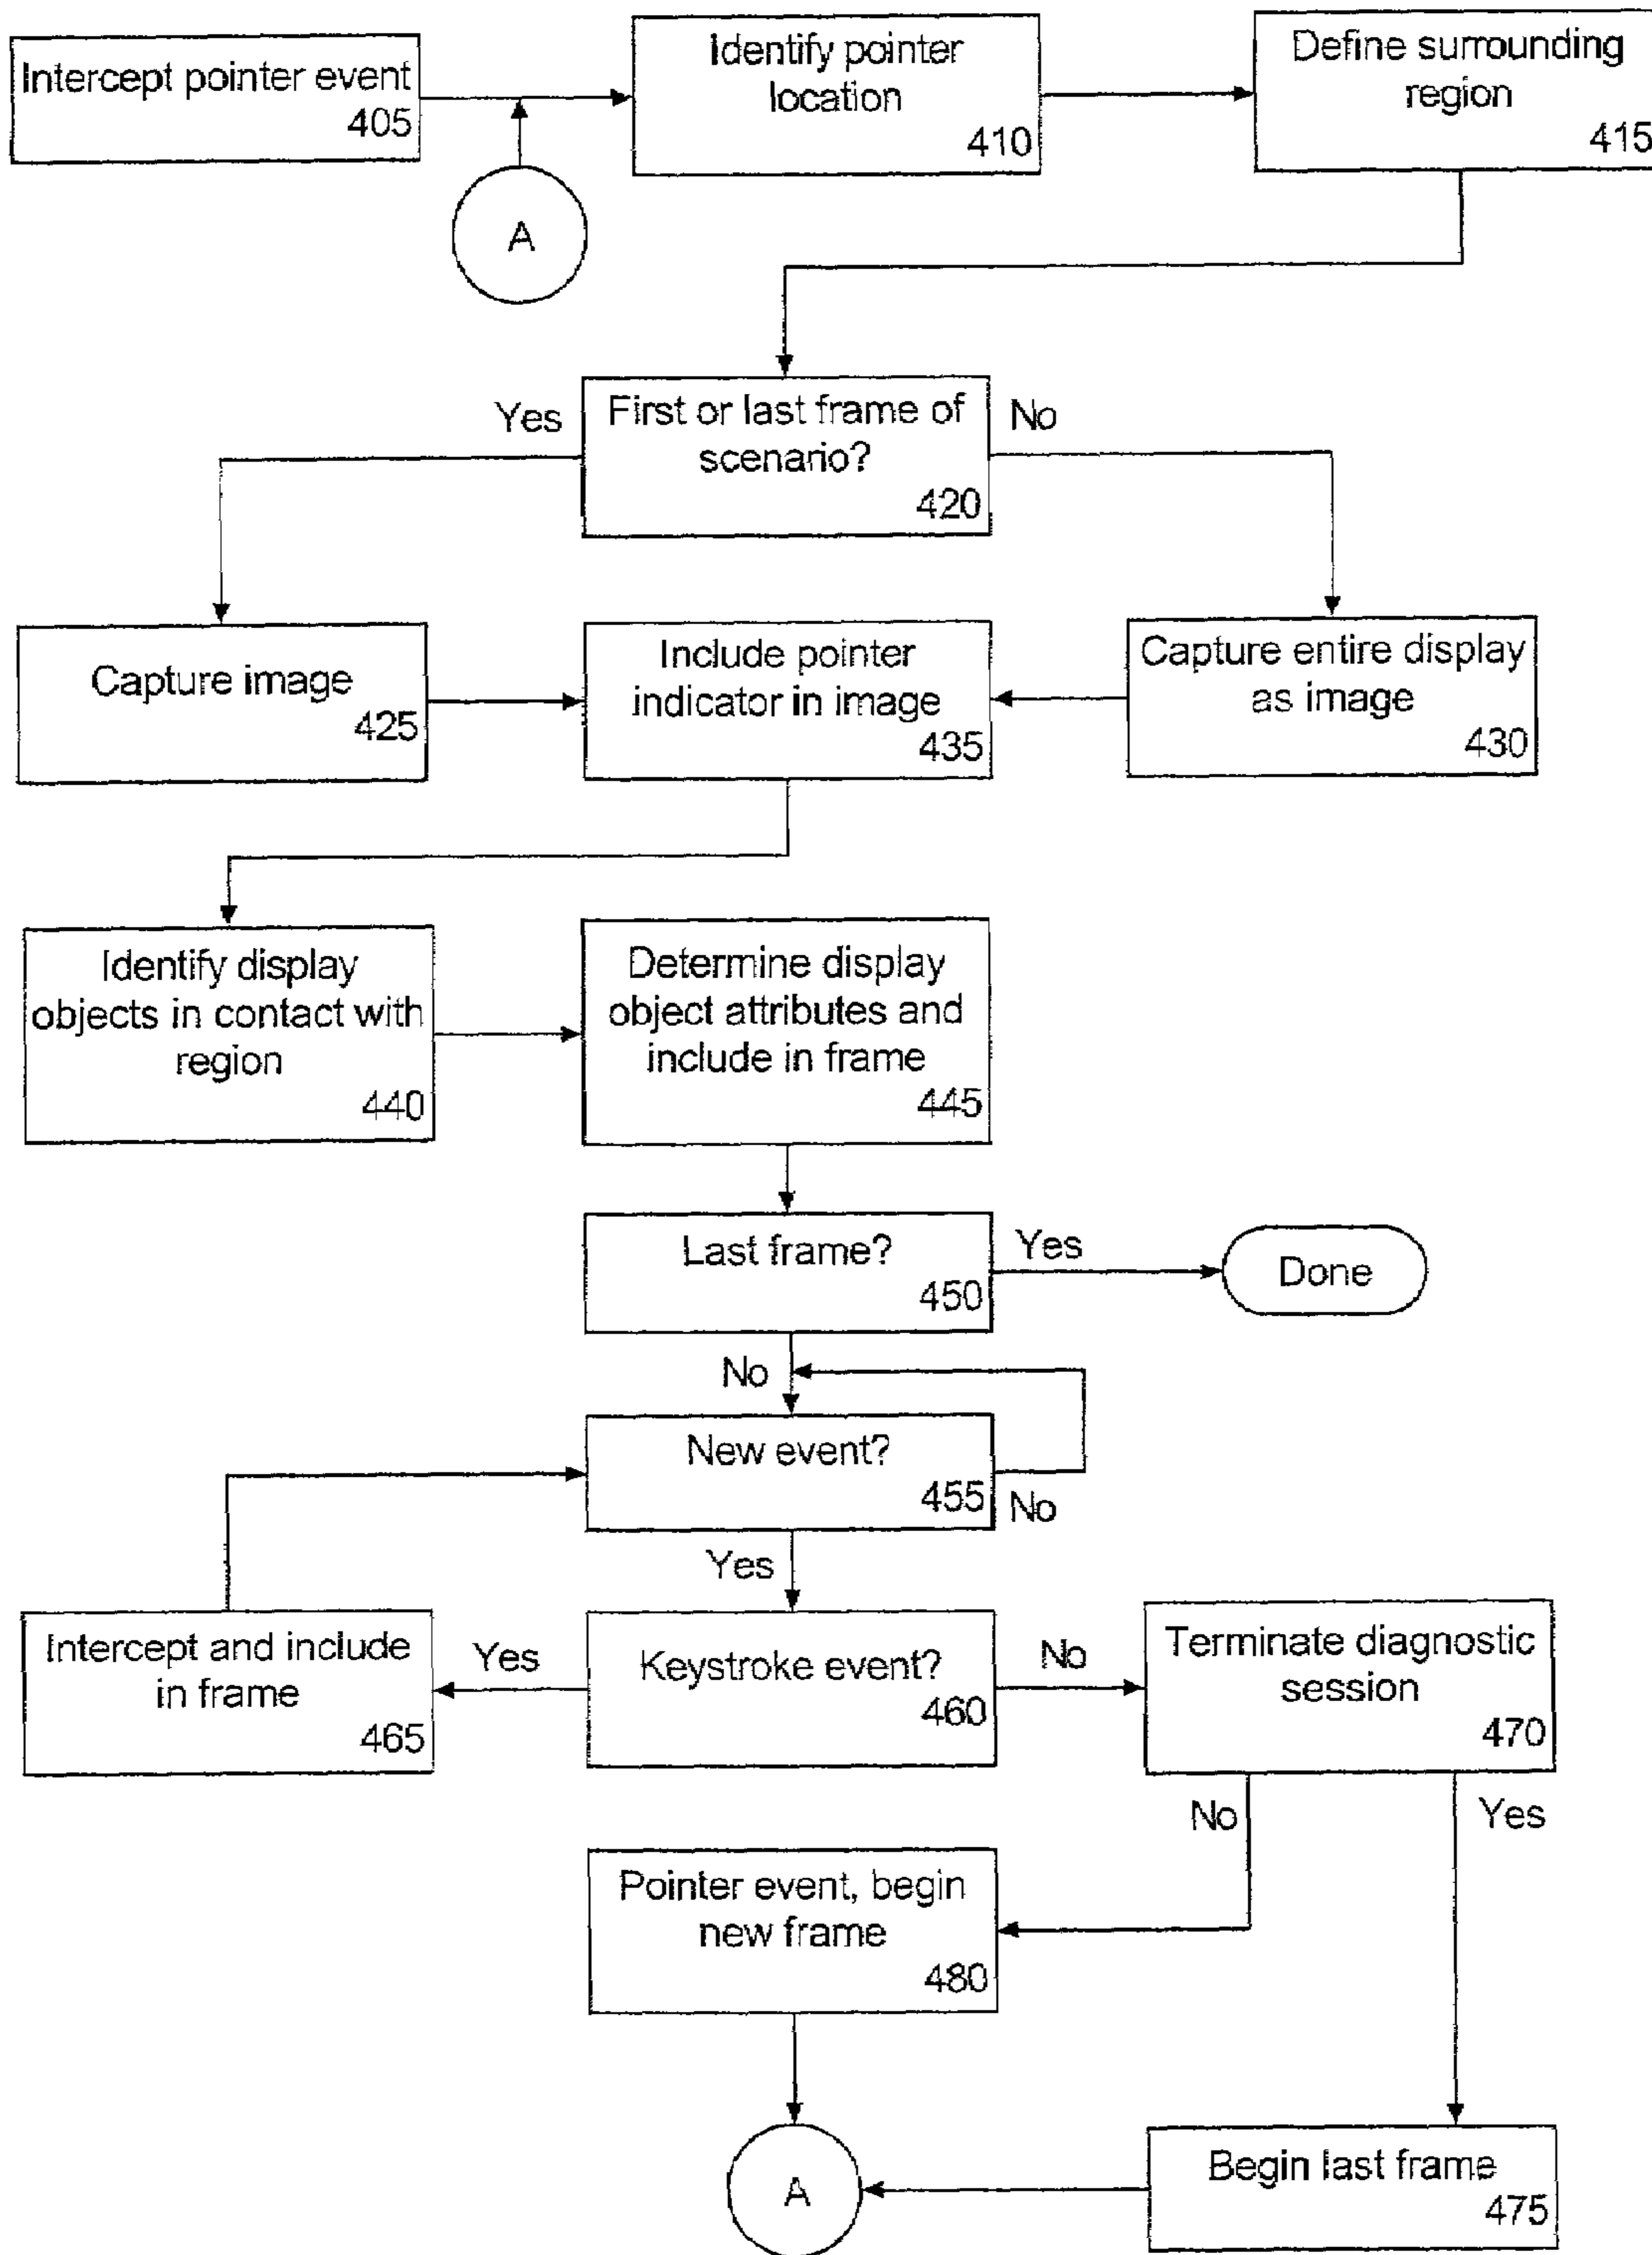 Intercept pointer event
405
Identify pointer
location
410
Define surrounding
region
415
A
First or last frame of
scenario?
420
Yes
No
Capture image
425
Include pointer
indicator in image
435
Capture entire display
as image
430
Identify display
objects in contact with
region
440
Determine display
object attributes and
include in frame
445
Last frame?
450
Yes
Done
No
New event?
455
No
Yes
Intercept and include
in frame
465
Yes
Keystroke event?
460
No
Terminate diagnostic
session
470
No
Yes
Pointer event, begin
new frame
480
A
Begin last frame
475